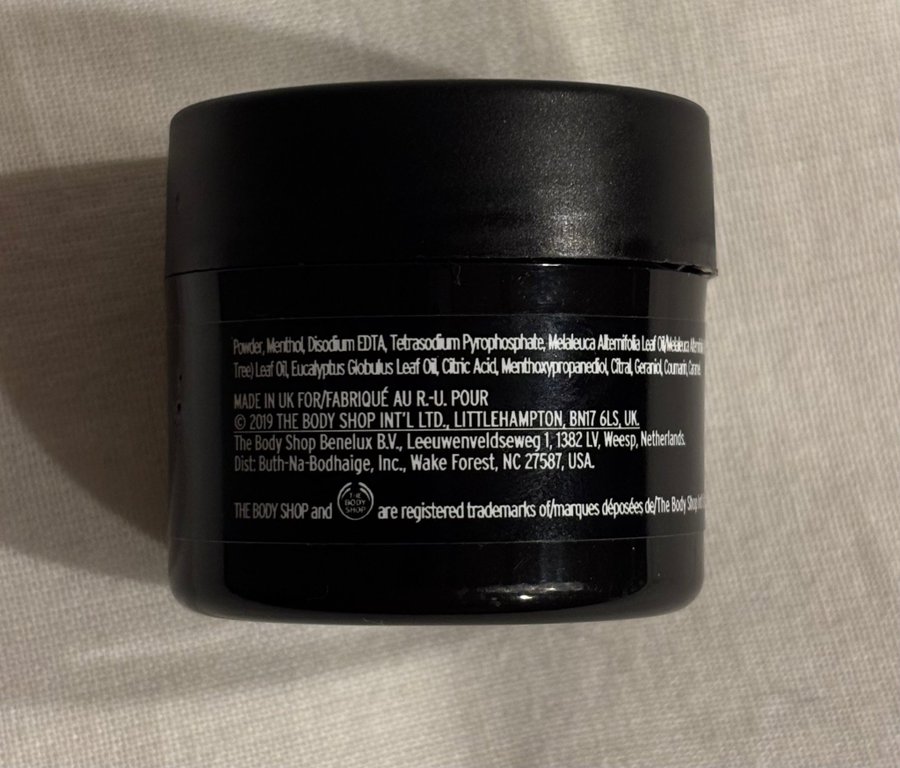 Powder, Menthol, Disodium EDTA, Tetrasodium Pyrophosphate, Melaleuca Alternifolia Leaf Oil/Melaleuca
Tree) Leaf Oil, Eucalyptus Globulus Leaf Oil, Citric Acid, Menthoxypropanediol, Citral, Geraniol, Coumarin,
MADE IN UK FOR/FABRIQUÉ AU R.-U. POUR
© 2019 THE BODY SHOP INT'L LTD., LITTLEHAMPTON, BN17 6LS, UK.
The Body Shop Benelux B.V., Leeuwenveldseweg 1, 1382 LV, Weesp, Netherlands.
Dist: Buth-Na-Bodhaige, Inc., Wake Forest, NC 27587, USA.
THE BODY SHOP and THE BODY SHOP are registered trademarks of/marques déposées de/The Body Shop